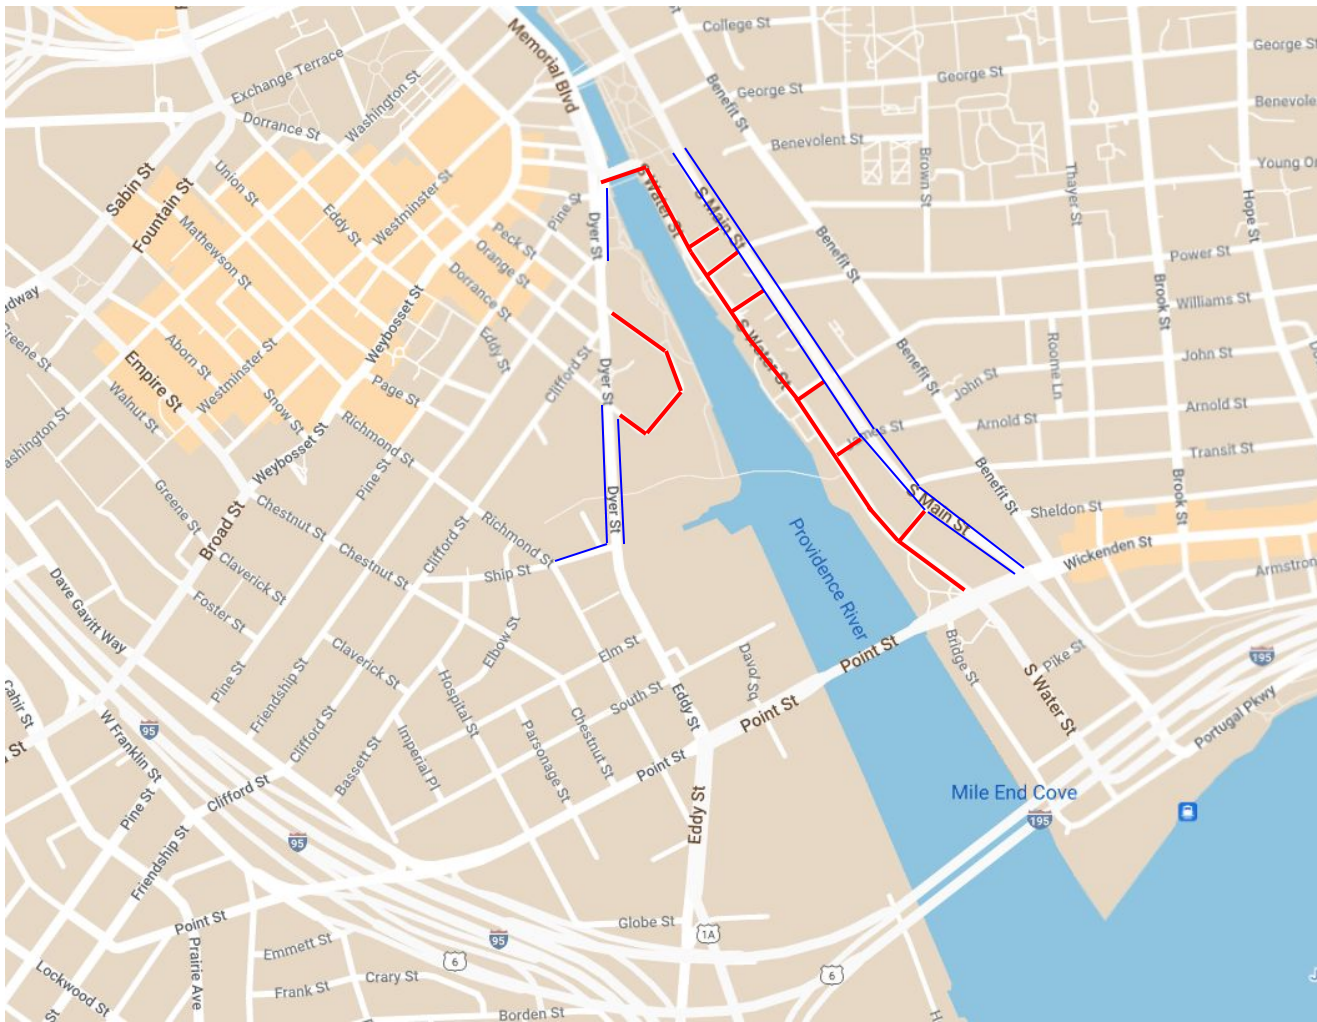 College St
George St
George St
George St
Memorial Blvd
Exchange Terrace
Washington St
Benefit St
Benevolent St
Dorrance St
Brown St
Thayer St
Hope St
Sabin St
Fountain St
Union St
Westminster St
Eddy St
Mathewson St
Pine St
Dyer St
S Water St
S Main St
Benefit St
Power St
Peck St
Orange St
Dorrance St
Weybosset St
Eddy St
Clifford St
Dyer St
S Water St
Williams St
Brook St
John St
Roome Ln
Greene St
Aborn St
Westminster St
Empire St
Walnut St
Snow St
Page St
Benefit St
John St
Arnold St
Arnold St
James St
Transit St
Richmond St
Weybosset St
Pine St
Greene St
Broad St
Chestnut St
Chestnut St
Clifford St
Richmond St
Dyer St
Ship St
S Main St
Benefit St
Sheldon St
Brook St
Wickenden St
Providence River
Dave Gavitt Way
Claverick St
Foster St
Pine St
Friendship St
Clifford St
Claverick St
Elbow St
Hospital St
Elm St
South St
Eddy St
Davol Sq
Point St
Bridge St
Pike St
S Water St
195
Portugal Pkwy
Cahir St
W Franklin St
95
Pine St
Clifford St
Friendship St
Bassett St
Imperial Pl
Parsonage St
Chestnut St
Point St
Point St
Eddy St
Mile End Cove
195
95
Point St
Prairie Ave
Emmett St
Frank St
Crary St
Lockwood St
95
6
Globe St
1A
6
Borden St